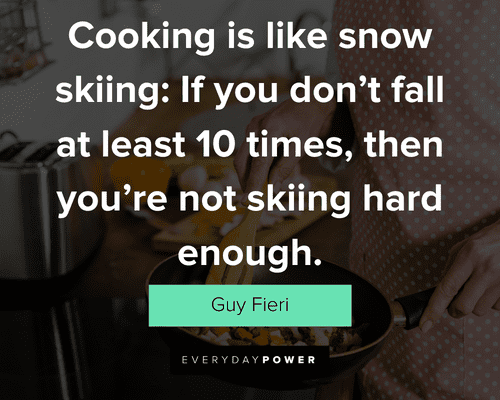 Cooking is like snow
skiing: If you don’t fall
at least 10 times, then
you’re not skiing hard
enough.
Guy Fieri
EVERYDAYPOWER